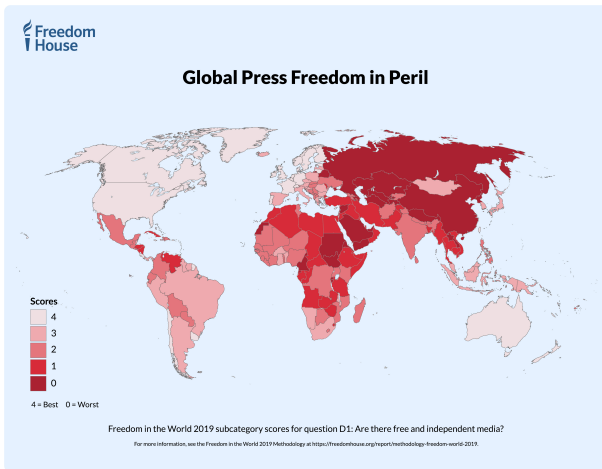 Freedom
House
Global Press Freedom in Peril
Scores
4
3
2
1
0
4 = Best 0 = Worst
Freedom in the World 2019 subcategory scores for question D1: Are there free and independent media?
For more information, see the Freedom in the World 2019 Methodology at https://freedomhouse.org/report/methodology-freedom-world-2019.